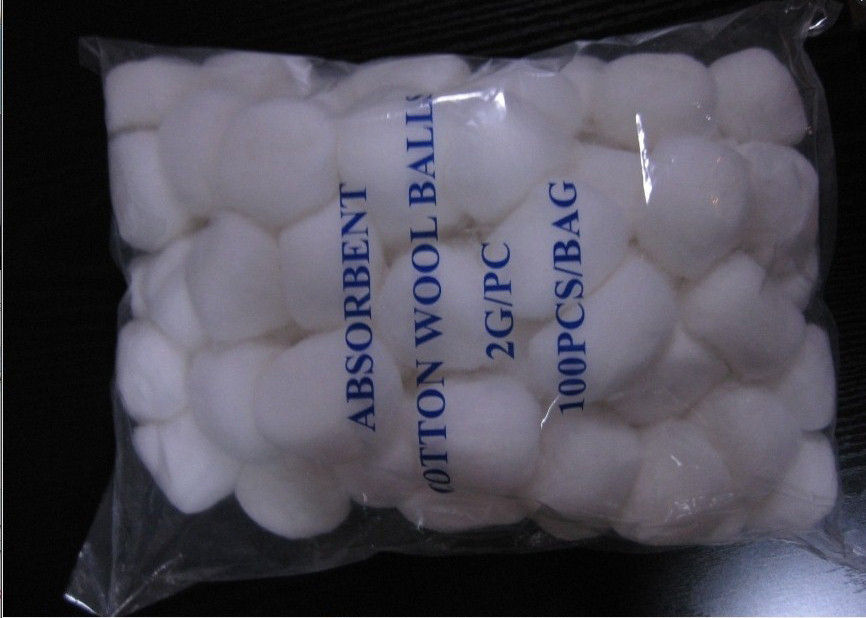 ABSORBENT
COTTON WOOL BALLS
2G/PC
100PCS/BAG